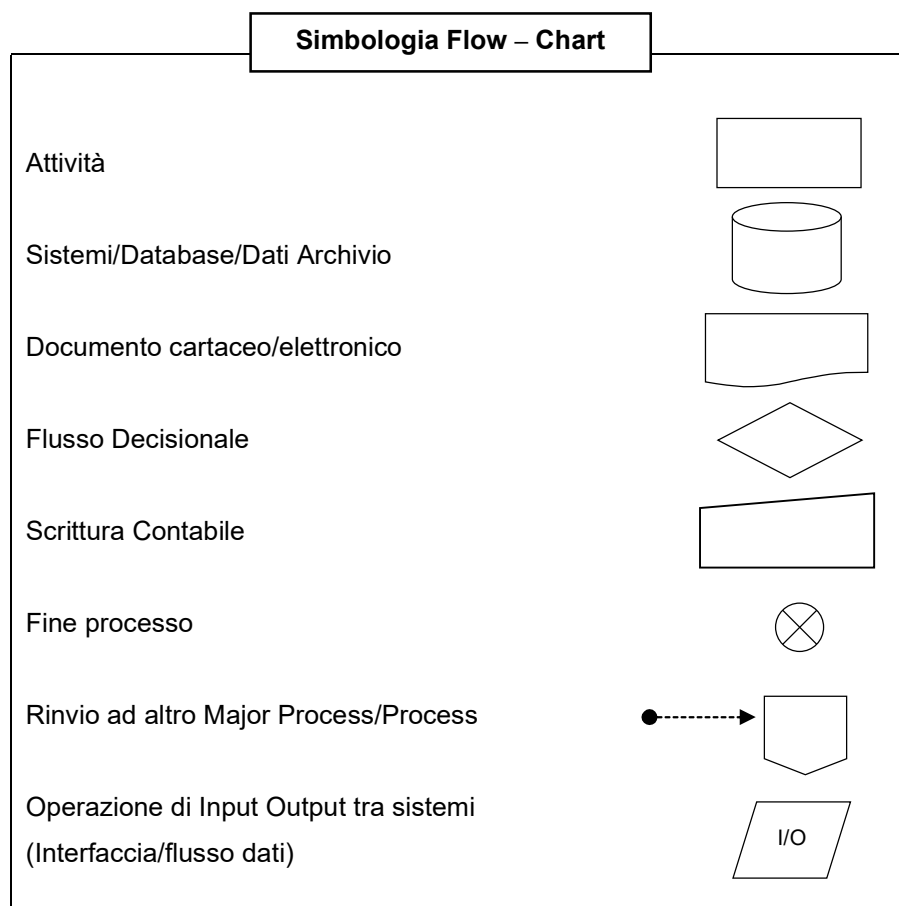 Simbologia Flow – Chart
Attività
Sistemi/Database/Dati Archivio
Documento cartaceo/elettronico
Flusso Decisionale
Scrittura Contabile
Fine processo
Rinvio ad altro Major Process/Process
Operazione di Input Output tra sistemi
(Interfaccia/flusso dati)
I/O